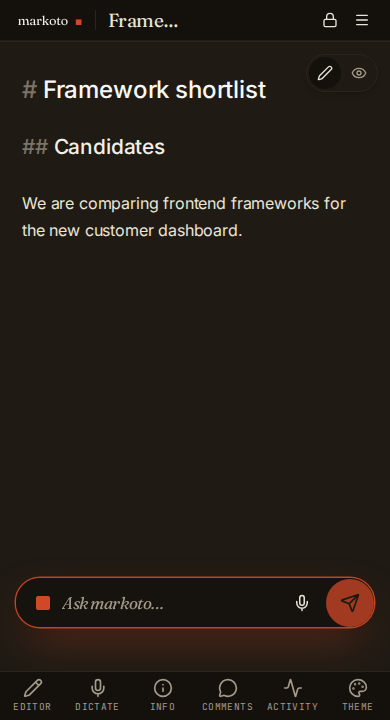 markoto
Frame...
# Framework shortlist
## Candidates
We are comparing frontend frameworks for
the new customer dashboard.
Ask markoto...
EDITOR DICTATE INFO COMMENTS ACTIVITY THEME